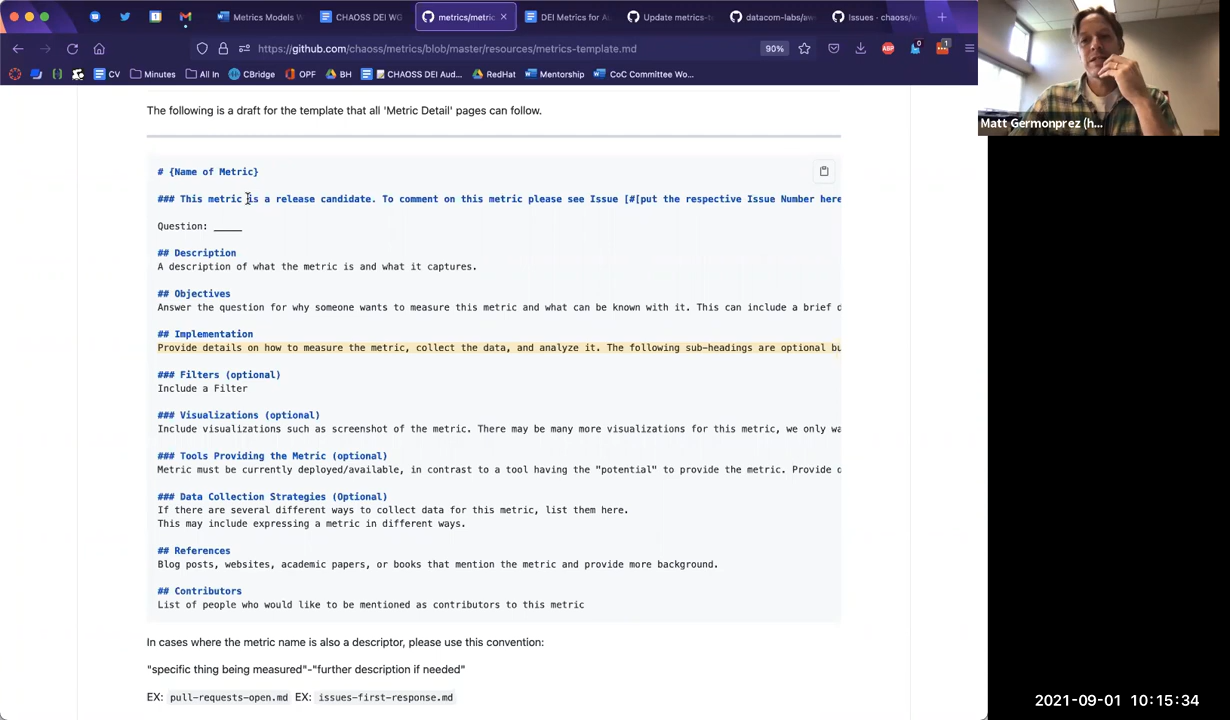 Metrics Models W
CHAOSS DEI WG
metrics/metric
DEI Metrics for A
Update metrics-t
datacom-labs/aw
Issues · chaoss/w
https://github.com/chaoss/metrics/blob/master/resources/metrics-template.md
90%
ABP
0
1
CV
Minutes
All In
CBridge
OPF
BH
CHAOSS DEI Aud...
RedHat
Mentorship
CoC Committee Wo...
Matt Germonprez (h...
The following is a draft for the template that all 'Metric Detail' pages can follow.
# {Name of Metric}
### This metric is a release candidate. To comment on this metric please see Issue [#[put the respective Issue Number here
Question: _____
## Description
A description of what the metric is and what it captures.
## Objectives
Answer the question for why someone wants to measure this metric and what can be known with it. This can include a brief d
## Implementation
Provide details on how to measure the metric, collect the data, and analyze it. The following sub-headings are optional bu
### Filters (optional)
Include a Filter
### Visualizations (optional)
Include visualizations such as screenshot of the metric. There may be many more visualizations for this metric, we only wa
### Tools Providing the Metric (optional)
Metric must be currently deployed/available, in contrast to a tool having the "potential" to provide the metric. Provide d
### Data Collection Strategies (Optional)
If there are several different ways to collect data for this metric, list them here.
This may include expressing a metric in different ways.
## References
Blog posts, websites, academic papers, or books that mention the metric and provide more background.
## Contributors
List of people who would like to be mentioned as contributors to this metric
In cases where the metric name is also a descriptor, please use this convention:
"specific thing being measured"-"further description if needed"
EX: pull-requests-open.md EX: issues-first-response.md
2021-09-01 10:15:34